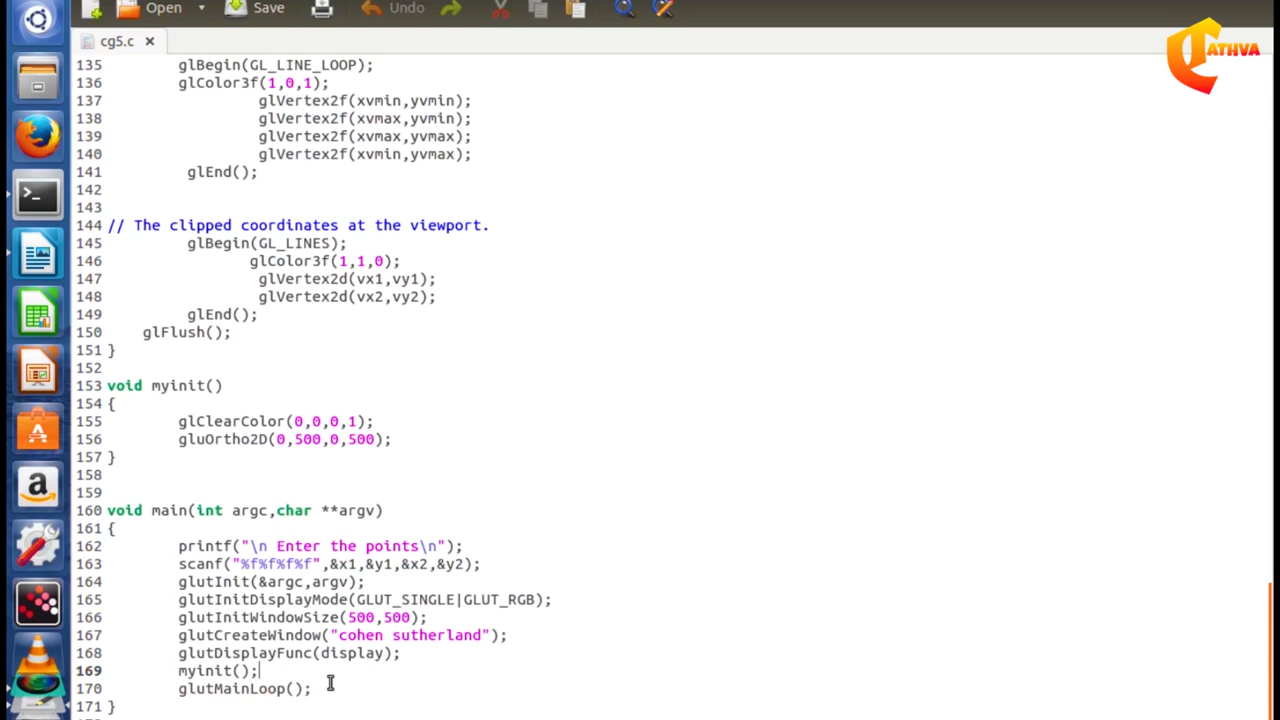 Open Save Undo
cg5.c
CATHVA
135 glBegin(GL_LINE_LOOP);
136 glColor3f(1,0,1);
137 glVertex2f(xvmin,yvmin);
138 glVertex2f(xvmax,yvmin);
139 glVertex2f(xvmax,yvmax);
140 glVertex2f(xvmin,yvmax);
141 glEnd();
142
143
144 // The clipped coordinates at the viewport.
145 glBegin(GL_LINES);
146 glColor3f(1,1,0);
147 glVertex2d(vx1,vy1);
148 glVertex2d(vx2,vy2);
149 glEnd();
150 glFlush();
151 }
152
153 void myinit()
154 {
155 glClearColor(0,0,0,1);
156 gluOrtho2D(0,500,0,500);
157 }
158
159
160 void main(int argc,char **argv)
161 {
162 printf("\n Enter the points\n");
163 scanf("%f%f%f%f",&x1,&y1,&x2,&y2);
164 glutInit(&argc,argv);
165 glutInitDisplayMode(GLUT_SINGLE|GLUT_RGB);
166 glutInitWindowSize(500,500);
167 glutCreateWindow("cohen sutherland");
168 glutDisplayFunc(display);
169 myinit();
170 glutMainLoop();
171 }